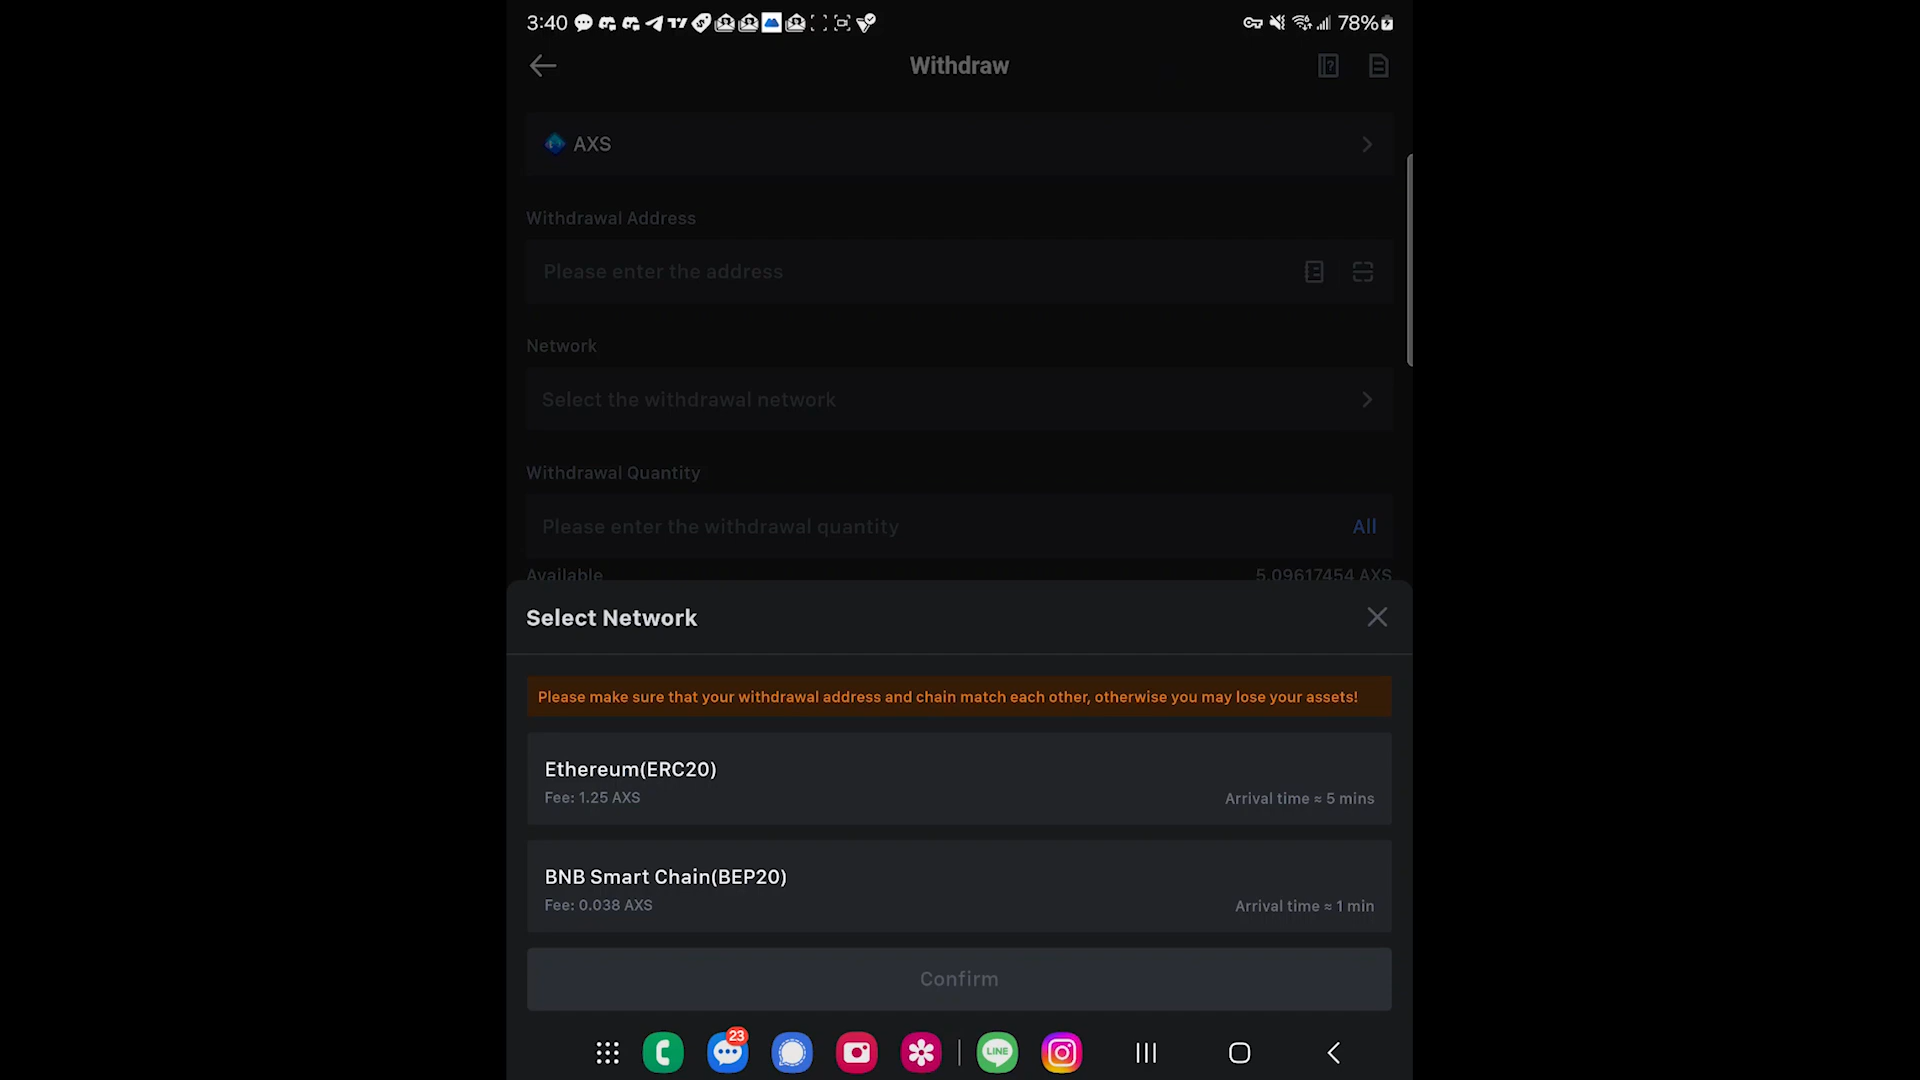 3:40
78%
Withdraw
AXS
Withdrawal Address
Please enter the address
Network
Select the withdrawal network
Withdrawal Quantity
Please enter the withdrawal quantity
All
Available
5.09617454 AXS
Select Network
Please make sure that your withdrawal address and chain match each other, otherwise you may lose your assets!
Ethereum(ERC20)
Fee: 1.25 AXS
Arrival time ≈ 5 mins
BNB Smart Chain(BEP20)
Fee: 0.038 AXS
Arrival time ≈ 1 min
Confirm
23
LINE